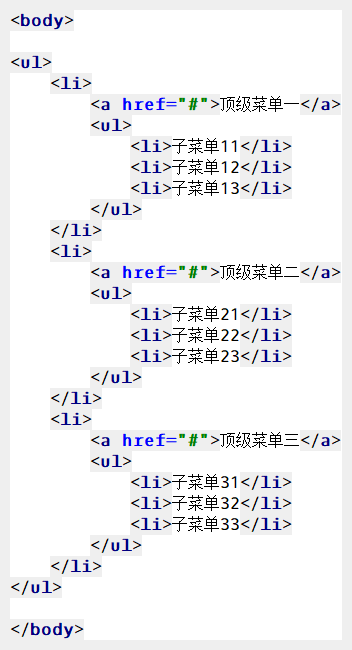 <body>
<ul>
<li>
<a href="#">顶级菜单一</a>
<ul>
<li>子菜单11</li>
<li>子菜单12</li>
<li>子菜单13</li>
</ul>
</li>
<li>
<a href="#">顶级菜单二</a>
<ul>
<li>子菜单21</li>
<li>子菜单22</li>
<li>子菜单23</li>
</ul>
</li>
<li>
<a href="#">顶级菜单三</a>
<ul>
<li>子菜单31</li>
<li>子菜单32</li>
<li>子菜单33</li>
</ul>
</li>
</ul>
</body>